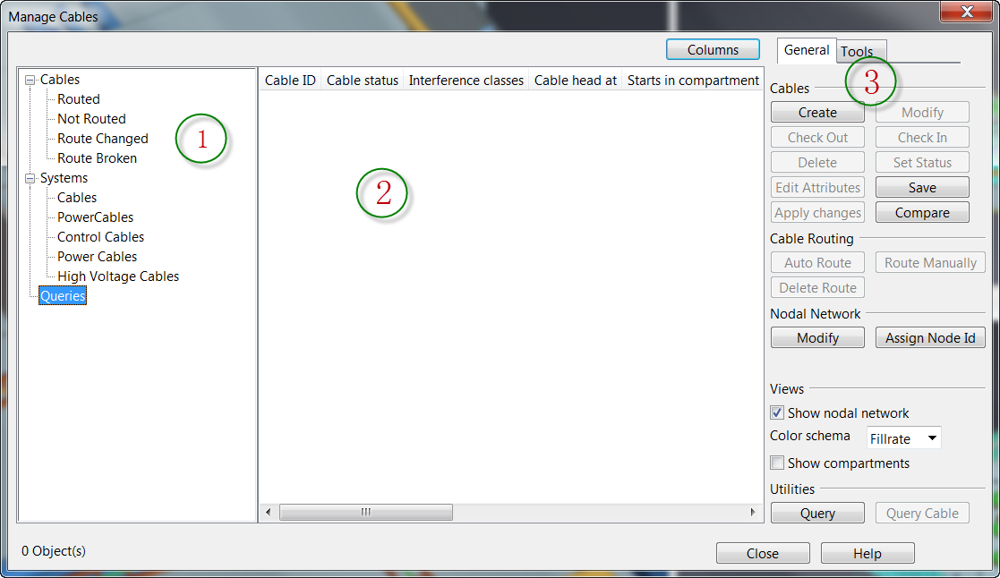 Manage Cables
Columns
General Tools
Cable ID Cable status Interference classes Cable head at Starts in compartment
Cables
Routed
Not Routed
Route Changed
Route Broken
Systems
Cables
PowerCables
Control Cables
Power Cables
High Voltage Cables
Queries
1
2
3
Cables
Create Modify
Check Out Check In
Delete Set Status
Edit Attributes Save
Apply changes Compare
Cable Routing
Auto Route Route Manually
Delete Route
Nodal Network
Modify Assign Node Id
Views
Show nodal network
Color schema Fillrate
Show compartments
Utilities
Query Query Cable
0 Object(s)
Close Help